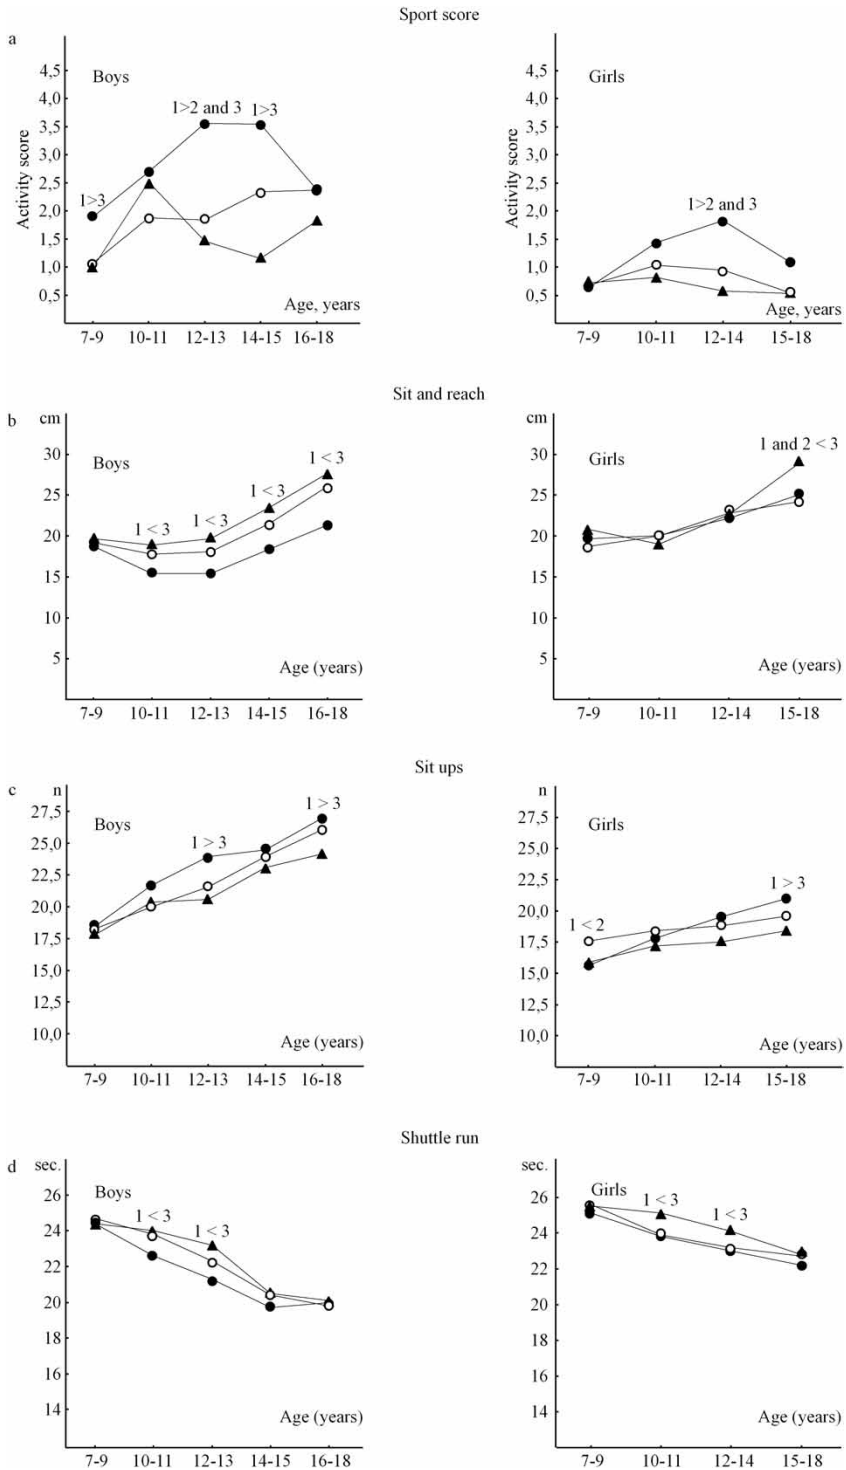 Sport score
a
Boys
4,5
4,0
3,5
3,0
2,5
2,0
1,5
1,0
0,5
Activity score
1>3
1>2 and 3
1>3
Age, years
7-9 10-11 12-13 14-15 16-18
Girls
4,5
4,0
3,5
3,0
2,5
2,0
1,5
1,0
0,5
Activity score
1>2 and 3
Age, years
7-9 10-11 12-14 15-18
Sit and reach
b
cm
Boys
30
25
20
15
10
5
1 < 3
1 < 3
1 < 3
1 < 3
Age (years)
7-9 10-11 12-13 14-15 16-18
cm
Girls
30
25
20
15
10
5
1 and 2 < 3
Age (years)
7-9 10-11 12-14 15-18
Sit ups
c
n
Boys
27,5
25,0
22,5
20,0
17,5
15,0
12,5
10,0
1 > 3
1 > 3
Age (years)
7-9 10-11 12-13 14-15 16-18
n
Girls
27,5
25,0
22,5
20,0
17,5
15,0
12,5
10,0
1 < 2
1 > 3
Age (years)
7-9 10-11 12-14 15-18
Shuttle run
d
sec.
Boys
26
24
22
20
18
16
14
1 < 3
1 < 3
Age (years)
7-9 10-11 12-13 14-15 16-18
sec.
Girls
26
24
22
20
18
16
14
1 < 3
1 < 3
Age (years)
7-9 10-11 12-14 15-18